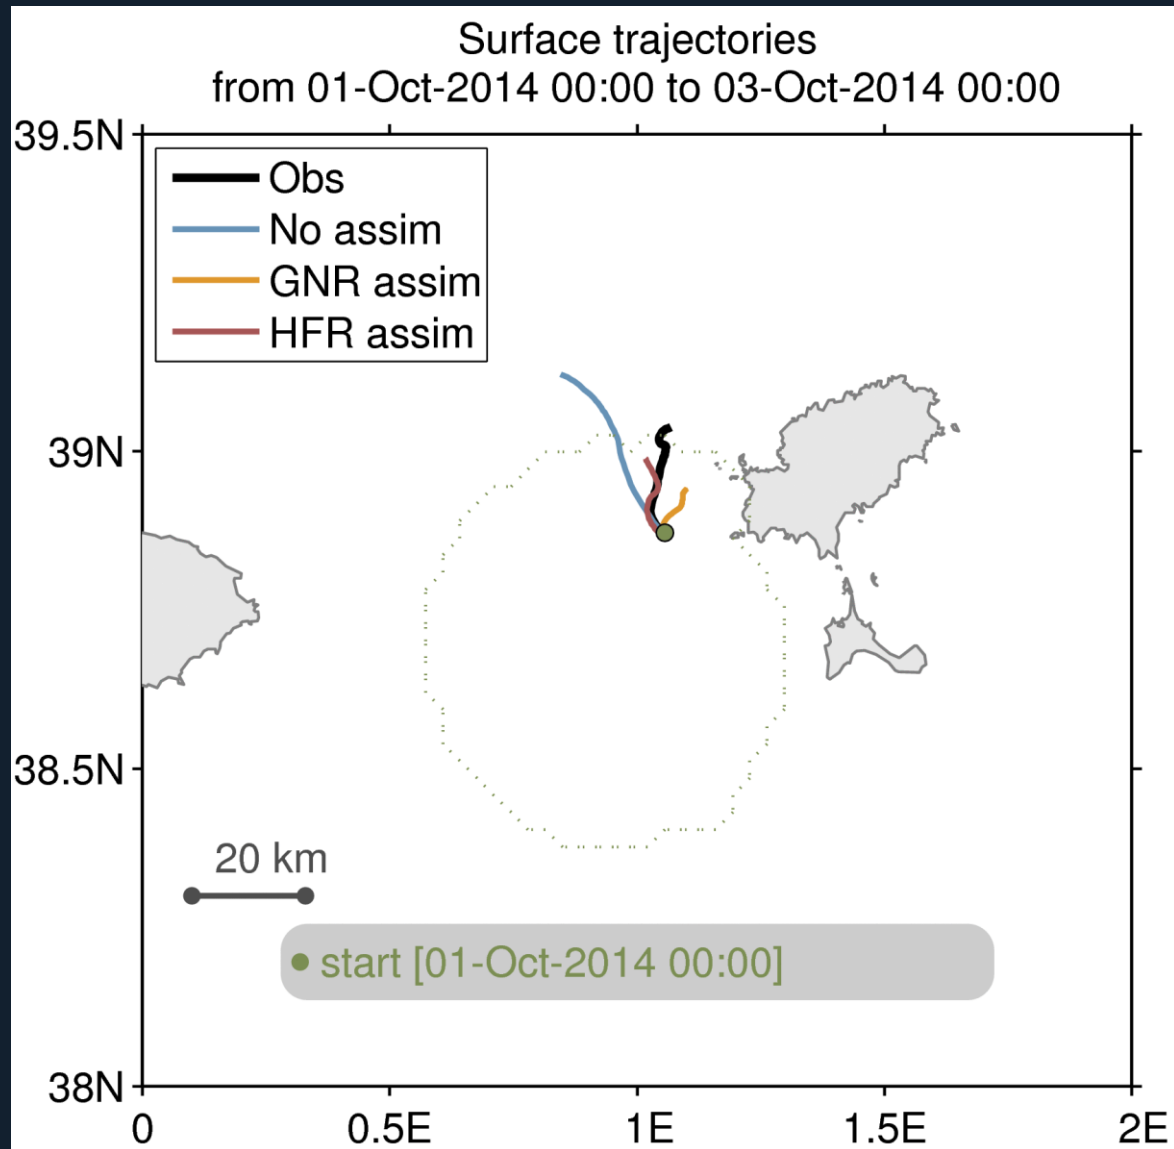 Surface trajectories
from 01-Oct-2014 00:00 to 03-Oct-2014 00:00
39.5N
Obs
No assim
GNR assim
HFR assim
39N
38.5N
20 km
start [01-Oct-2014 00:00]
38N
0 0.5E 1E 1.5E 2E